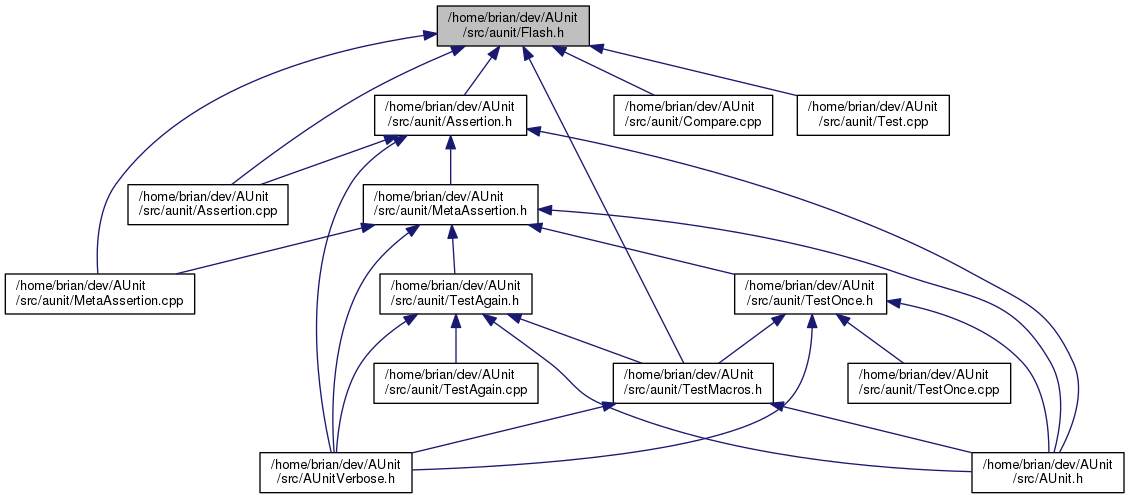 /home/brian/dev/AUnit
/src/aunit/Flash.h
/home/brian/dev/AUnit
/src/aunit/Assertion.h
/home/brian/dev/AUnit
/src/aunit/Compare.cpp
/home/brian/dev/AUnit
/src/aunit/Test.cpp
/home/brian/dev/AUnit
/src/aunit/Assertion.cpp
/home/brian/dev/AUnit
/src/aunit/MetaAssertion.h
/home/brian/dev/AUnit
/src/aunit/MetaAssertion.cpp
/home/brian/dev/AUnit
/src/aunit/TestAgain.h
/home/brian/dev/AUnit
/src/aunit/TestOnce.h
/home/brian/dev/AUnit
/src/aunit/TestAgain.cpp
/home/brian/dev/AUnit
/src/aunit/TestMacros.h
/home/brian/dev/AUnit
/src/aunit/TestOnce.cpp
/home/brian/dev/AUnit
/src/AUnitVerbose.h
/home/brian/dev/AUnit
/src/AUnit.h